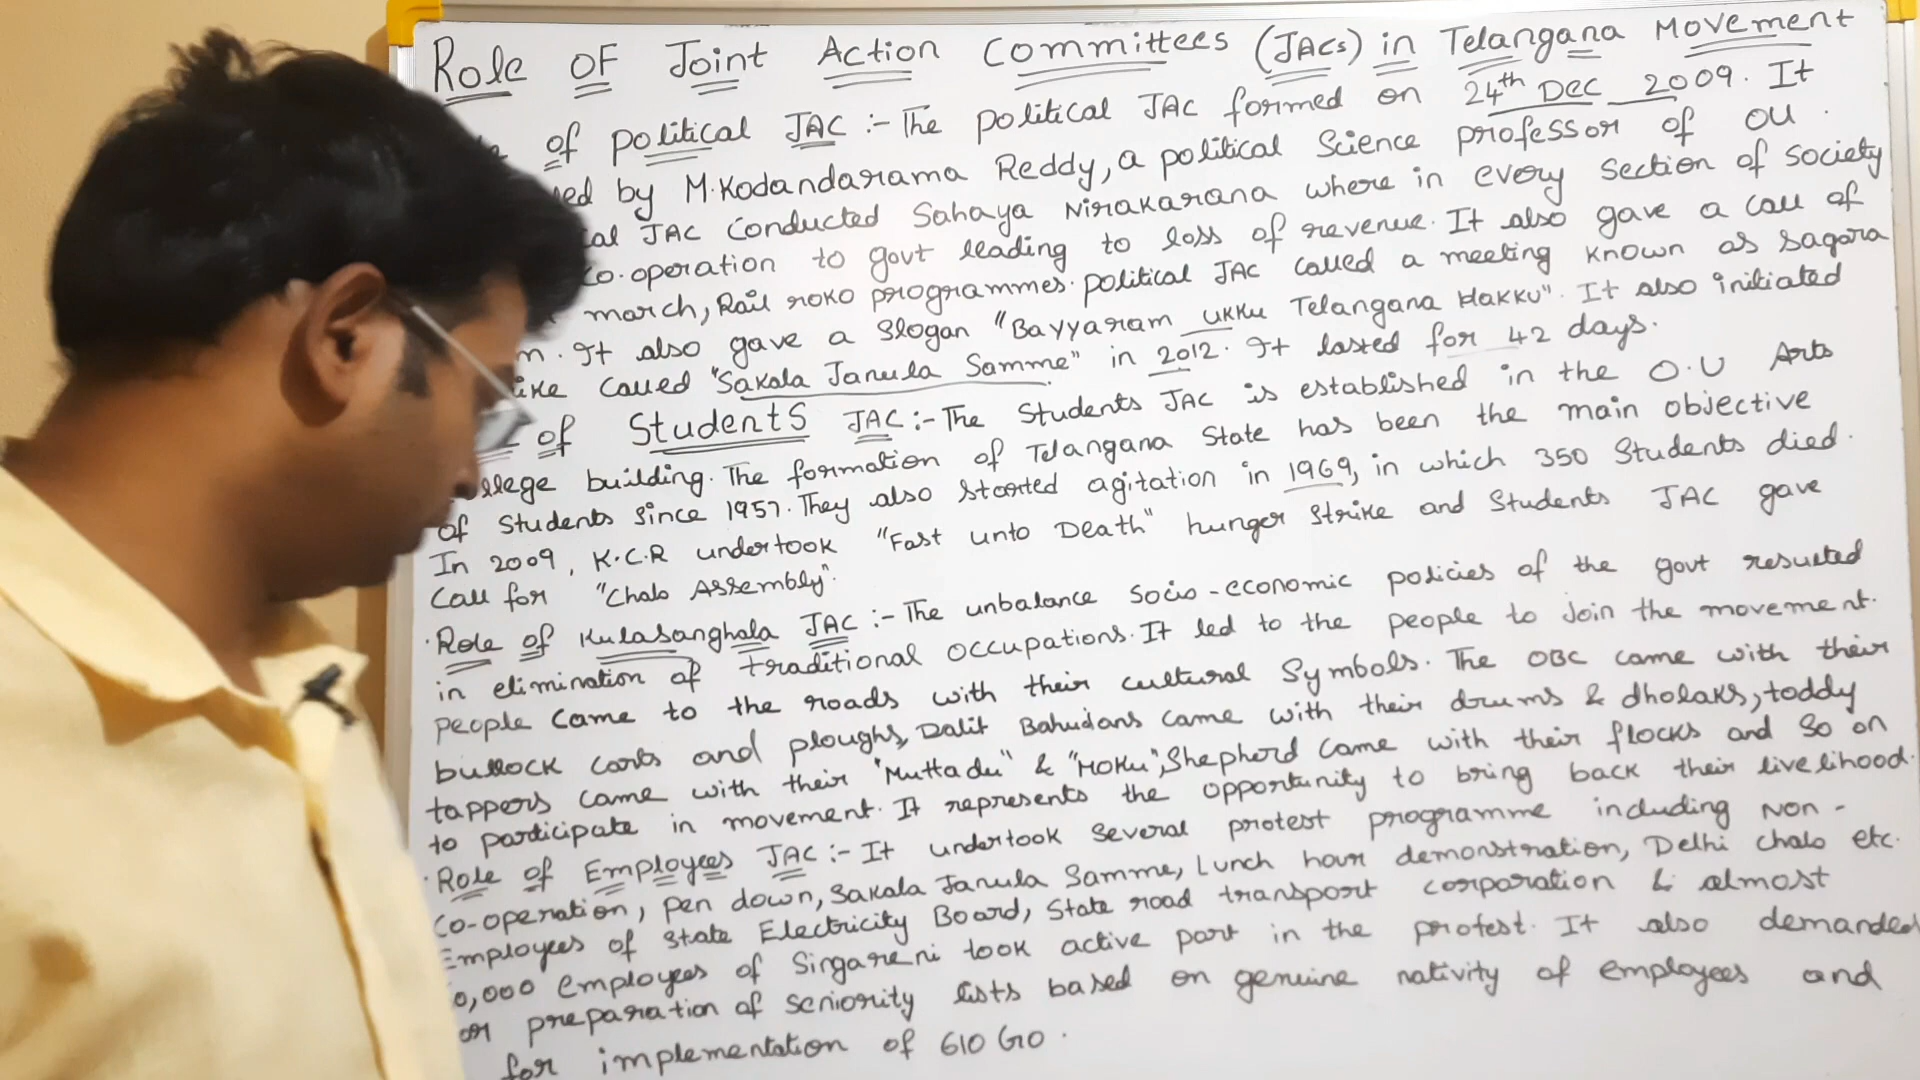 Role OF Joint Action Committees (JACs) in Telangana Movement
of political JAC :- The political JAC formed on 24th Dec 2009. It
by M.Kodandarama Reddy, a political Science professor of OU.
JAC Conducted Sahaya Nirakarana where in every section of society
co-operation to govt leading to loss of revenue. It also gave a call of
march, Rail roko programmes. political JAC called a meeting known as Sagara
It also gave a slogan "Bayyaram ukku Telangana Hakku". It also initiated
called "Sakala Janula Samme" in 2012. It lasted for 42 days.
of Students JAC :- The Students JAC is established in the O.U Arts
building. The formation of Telangana State has been the main objective
of Students since 1957. They also started agitation in 1969, in which 350 Students died.
In 2009, K.C.R undertook "Fast unto Death" hunger strike and Students JAC gave
Call for "Chalo Assembly".
· Role of Kulasanghala JAC :- The unbalance Socio-economic policies of the govt resulted
in elimination of traditional occupations. It led to the people to Join the movement.
people came to the roads with their cultural Symbols. The OBC came with their
bullock carts and ploughs, Dalit Bahudans came with their drums & dholaks, toddy
tappers came with their "Muttadu" & "Moku", Shepherd came with their flocks and so on
to participate in movement. It represents the opportunity to bring back their livelihood.
· Role of Employees JAC :- It undertook several protest programme including Non-
co-operation, pen down, Sakala Janula Samme, Lunch hour demonstration, Delhi chalo etc.
Employees of State Electricity Board, State road transport corporation & almost
0,000 employees of Singareni took active part in the protest. It also demanded
preparation of seniority lists based on genuine nativity of employees and
for implementation of 610 GO.